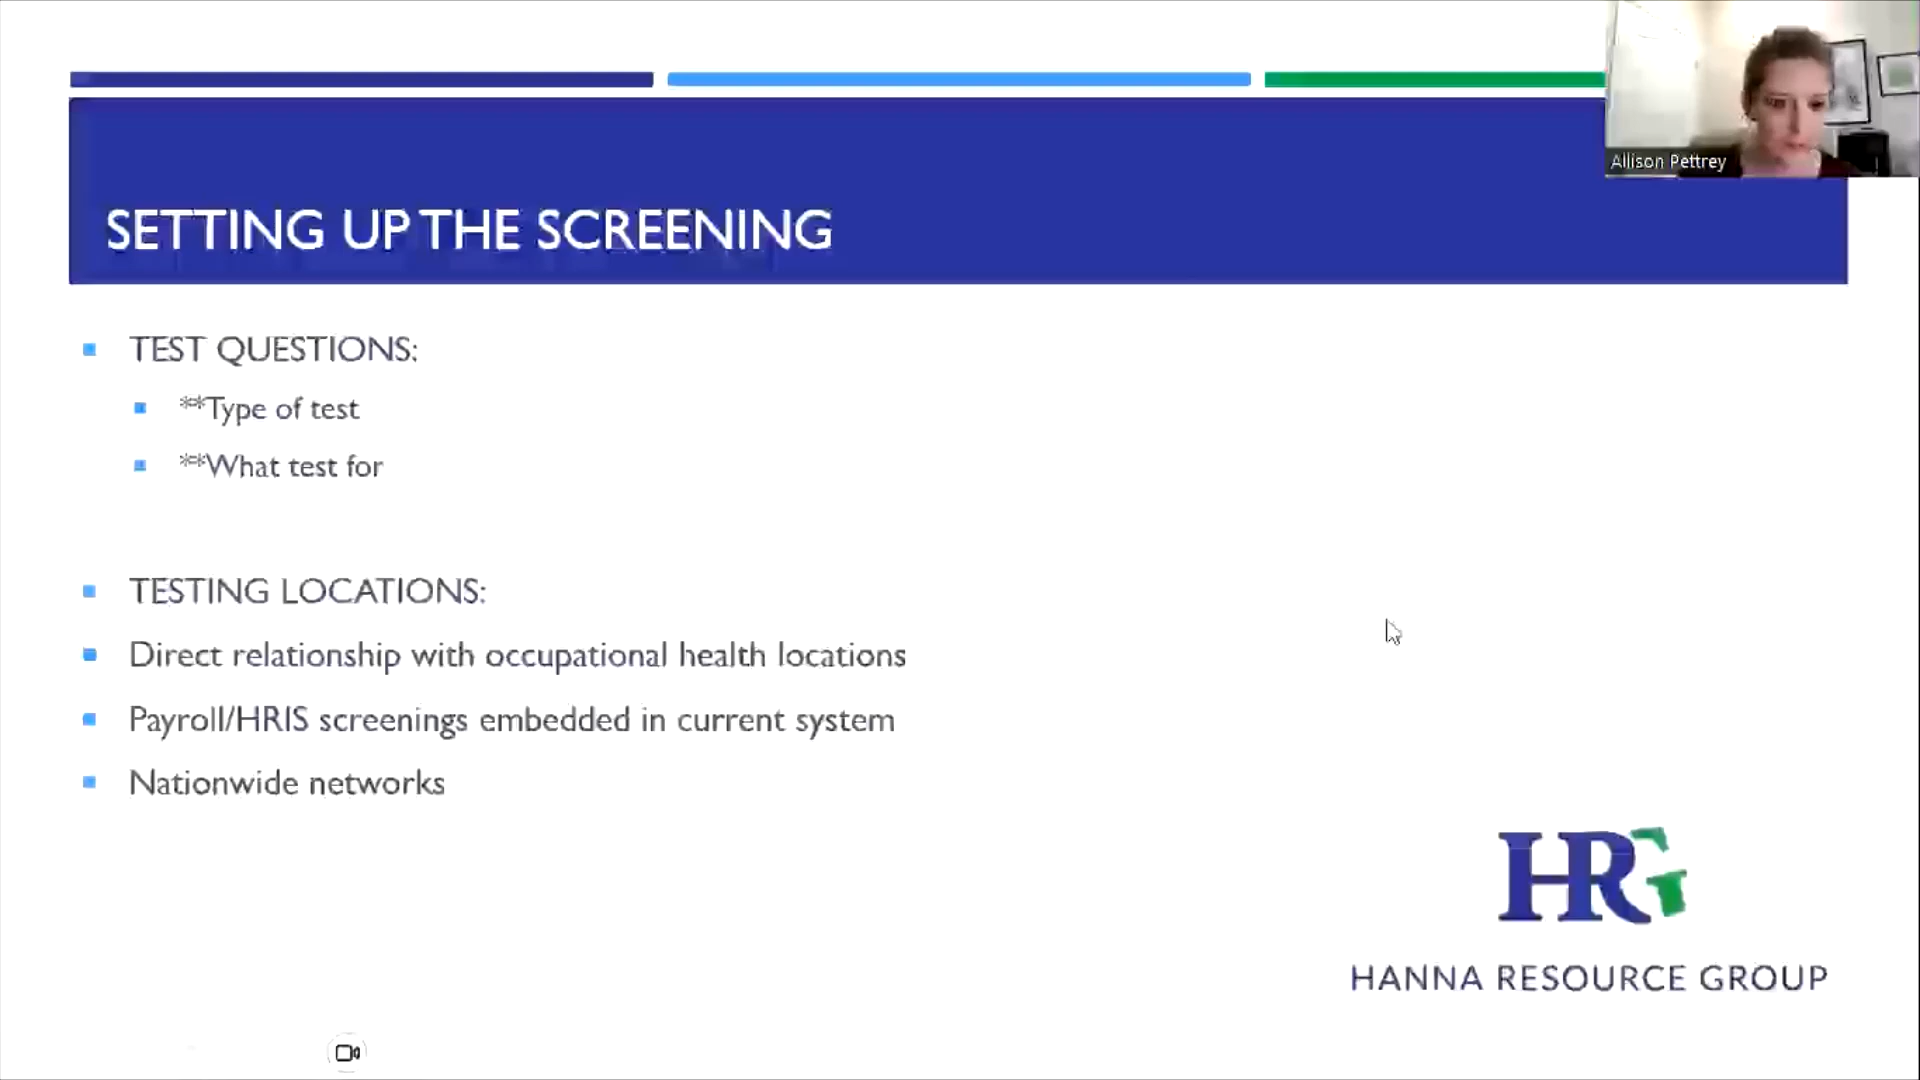 Allison Pettrey
SETTING UP THE SCREENING
TEST QUESTIONS:
**Type of test
**What test for
TESTING LOCATIONS:
Direct relationship with occupational health locations
Payroll/HRIS screenings embedded in current system
Nationwide networks
HRG
HANNA RESOURCE GROUP